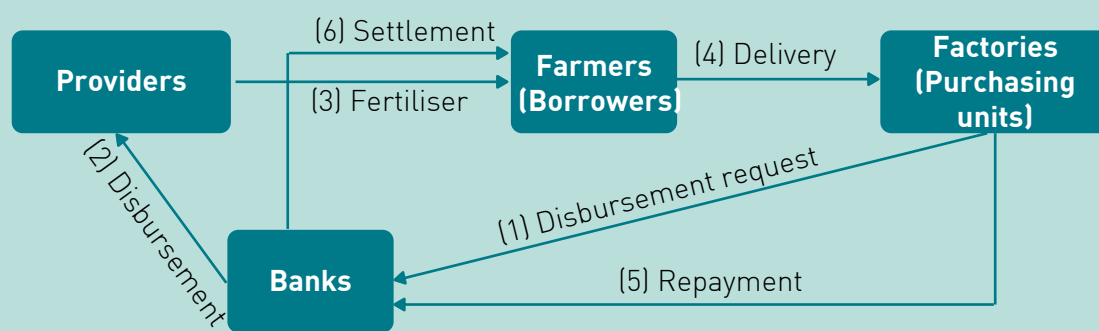 (6) Settlement
Providers
(3) Fertiliser
Farmers
(Borrowers)
(4) Delivery
Factories
(Purchasing
units)
(2) Disbursement
(1) Disbursement request
Banks
(5) Repayment